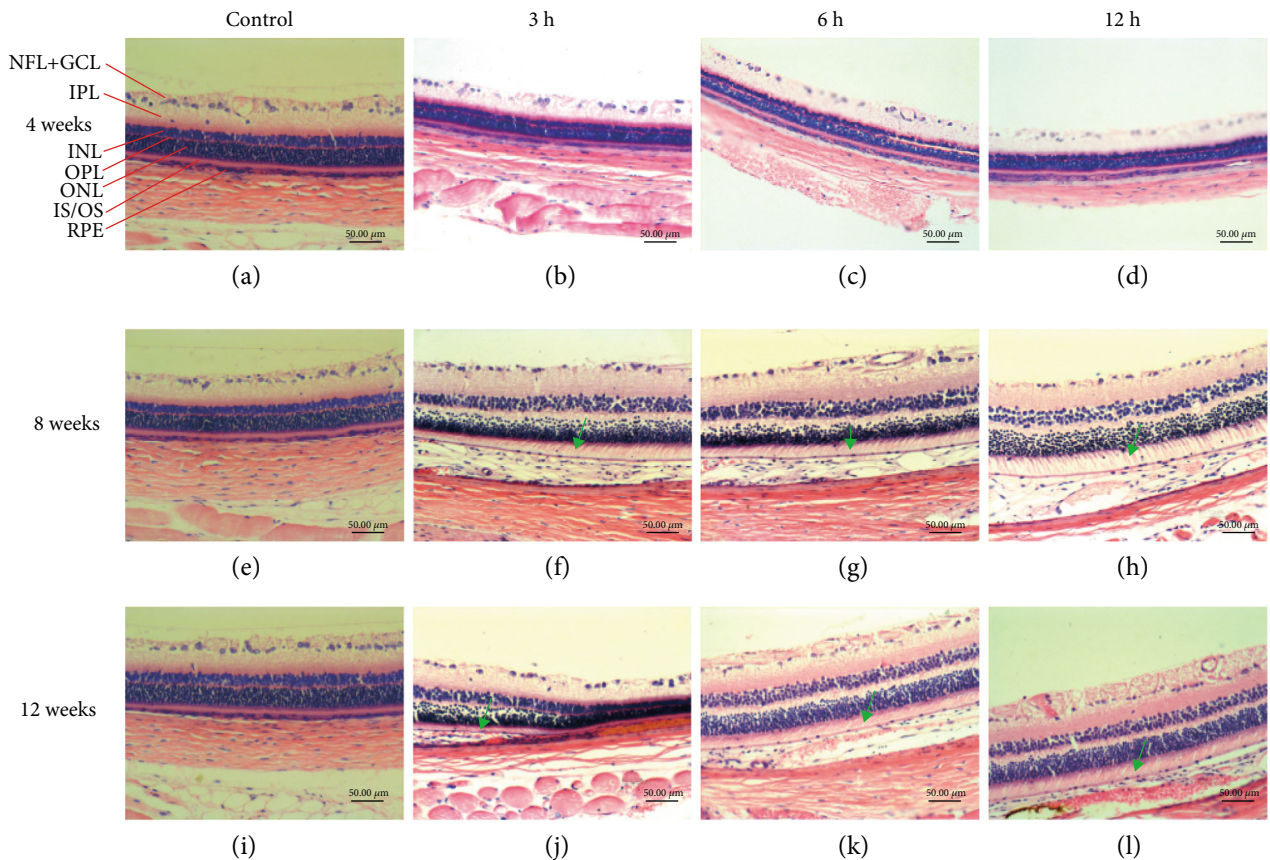 Control 3 h 6 h 12 h
NFL+GCL
IPL
4 weeks
INL
OPL
ONL
IS/OS
RPE
50.00 μm 50.00 μm 50.00 μm 50.00 μm
(a) (b) (c) (d)
8 weeks
50.00 μm 50.00 μm 50.00 μm 50.00 μm
(e) (f) (g) (h)
12 weeks
50.00 μm 50.00 μm 50.00 μm 50.00 μm
(i) (j) (k) (l)